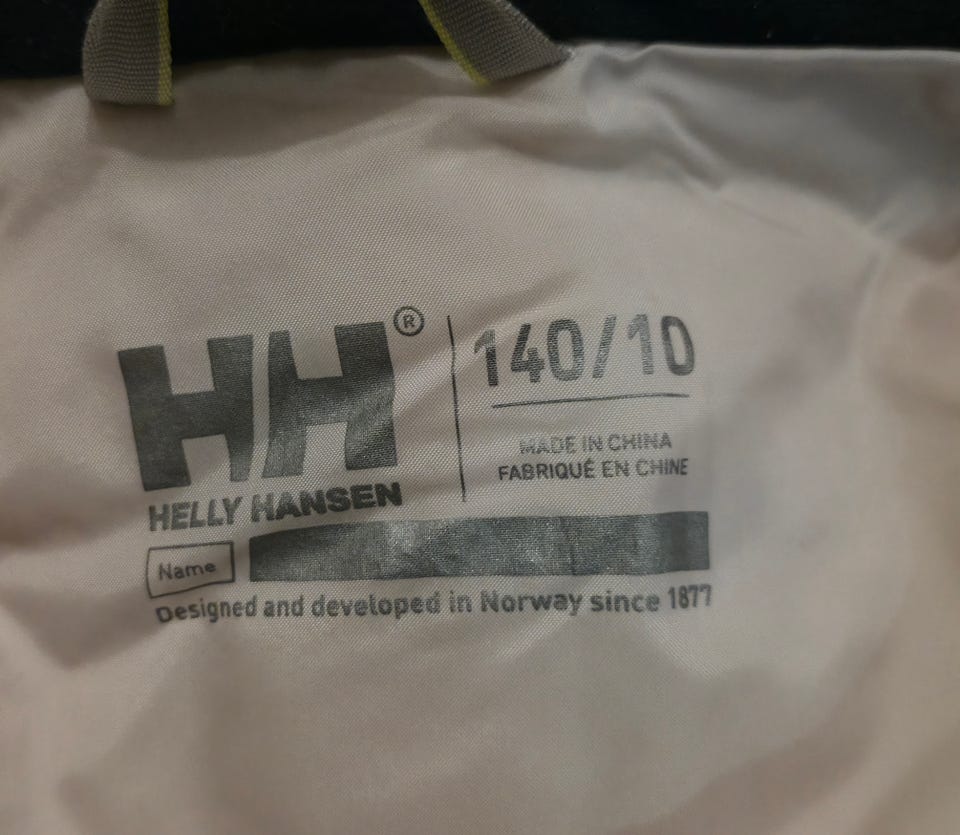 HH®
HELLY HANSEN
140/10
MADE IN CHINA
FABRIQUÉ EN CHINE
Name
Designed and developed in Norway since 1877